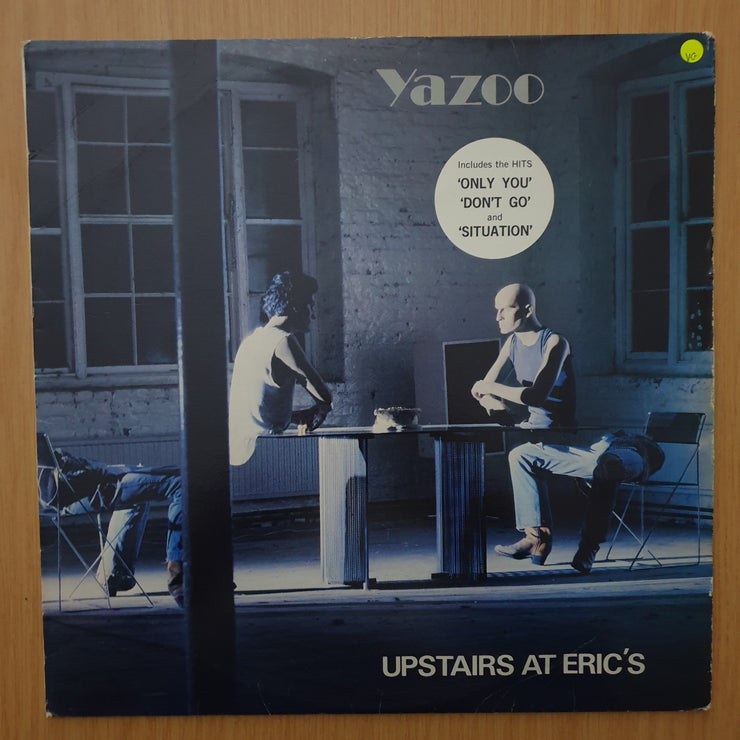 Yazoo
VG
Includes the HITS
'ONLY YOU'
'DON'T GO'
and
'SITUATION'
UPSTAIRS AT ERIC'S